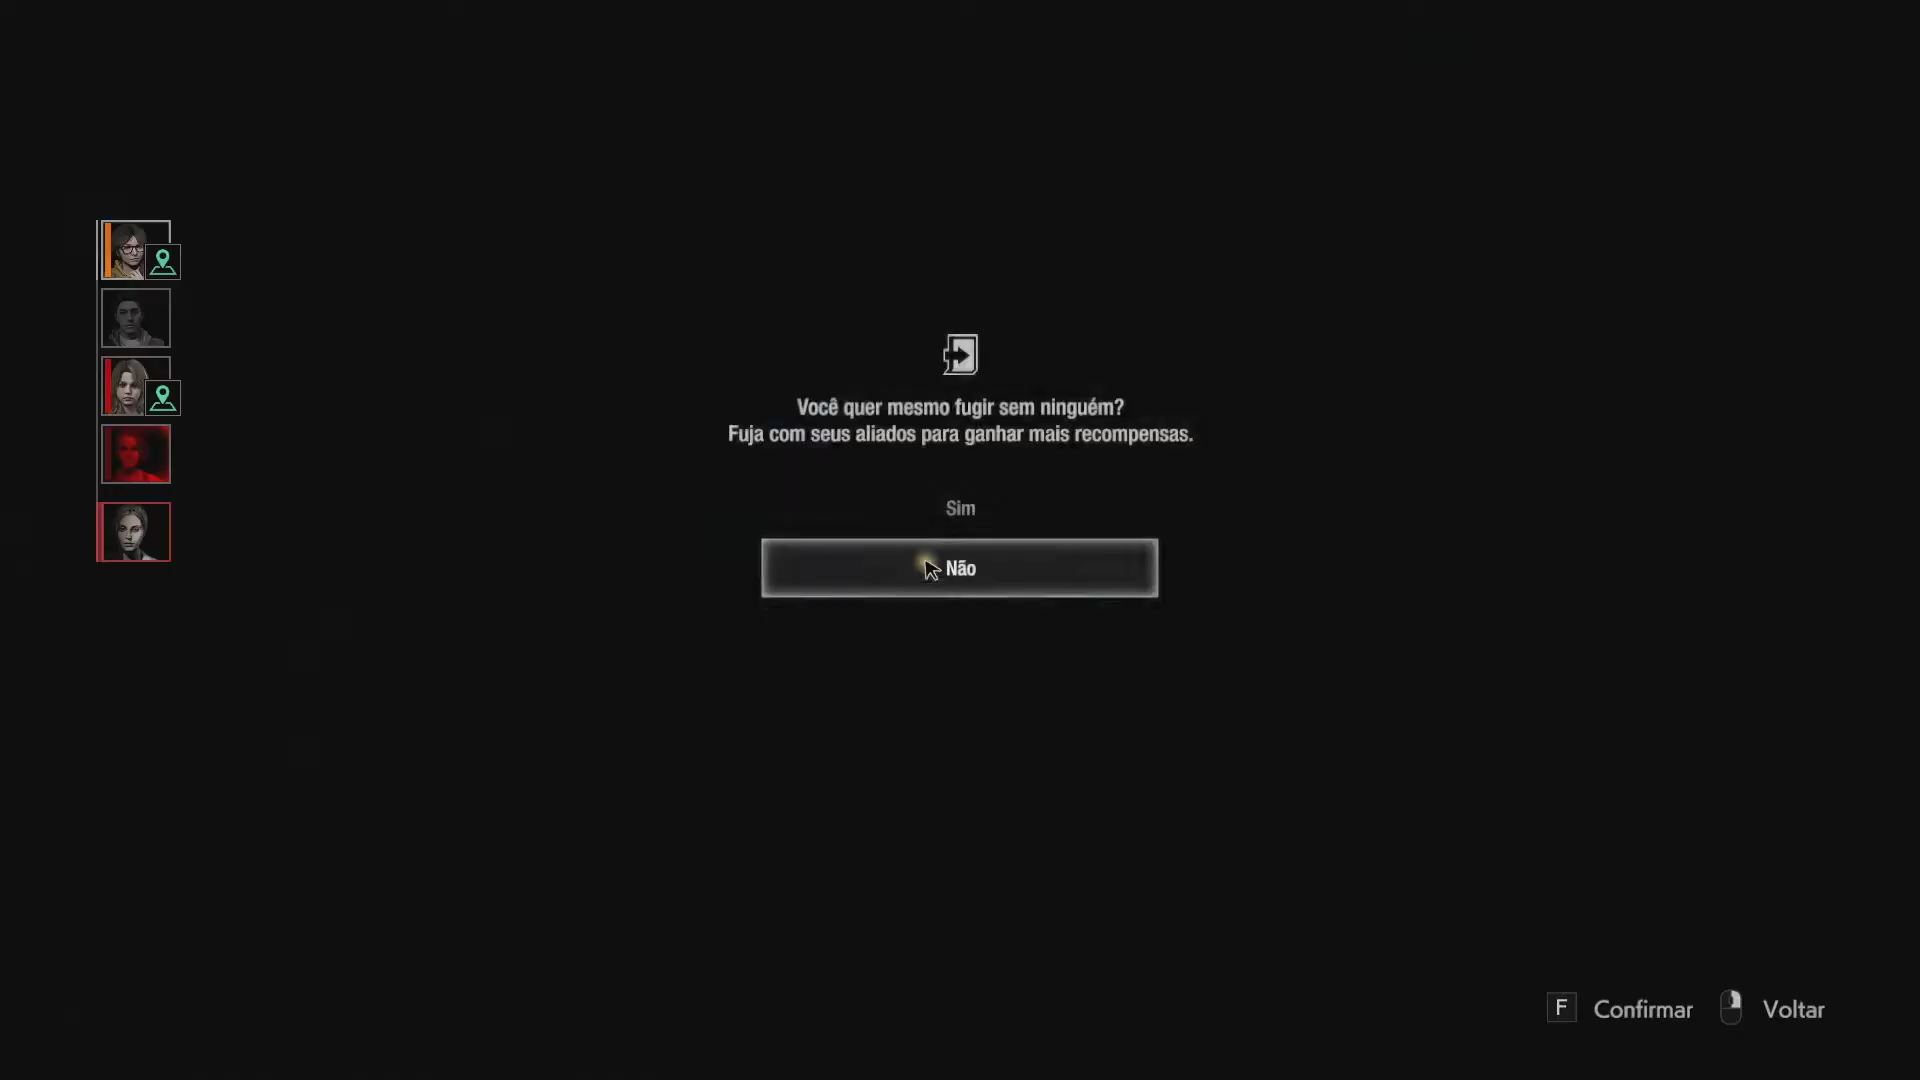 Você quer mesmo fugir sem ninguém?
Fuja com seus aliados para ganhar mais recompensas.
Sim
Não
F Confirmar Voltar